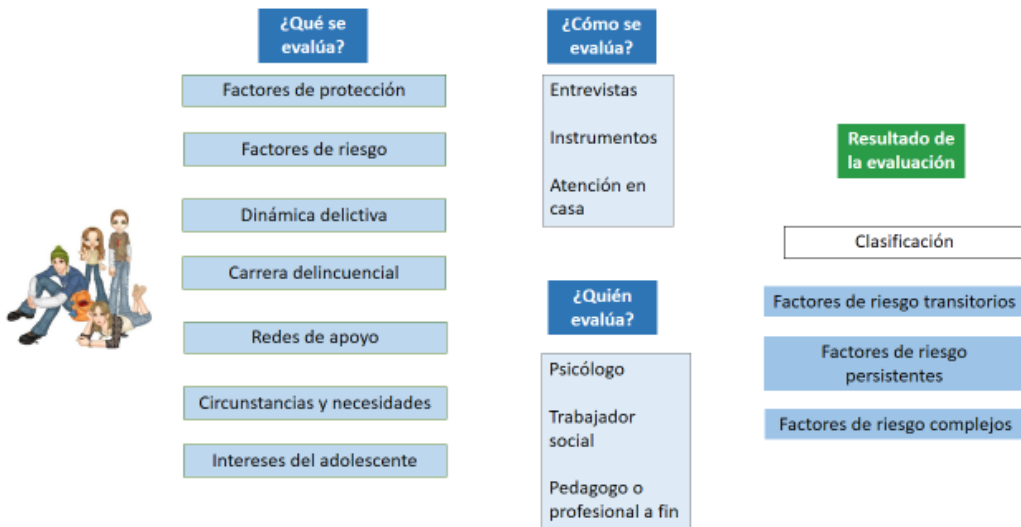 ¿Qué se
evalúa?
Factores de protección
Factores de riesgo
Dinámica delictiva
Carrera delincuencial
Redes de apoyo
Circunstancias y necesidades
Intereses del adolescente
¿Cómo se
evalúa?
Entrevistas
Instrumentos
Atención en
casa
¿Quién
evalúa?
Psicólogo
Trabajador
social
Pedagogo o
profesional a fin
Resultado de
la evaluación
Clasificación
Factores de riesgo transitorios
Factores de riesgo
persistentes
Factores de riesgo complejos